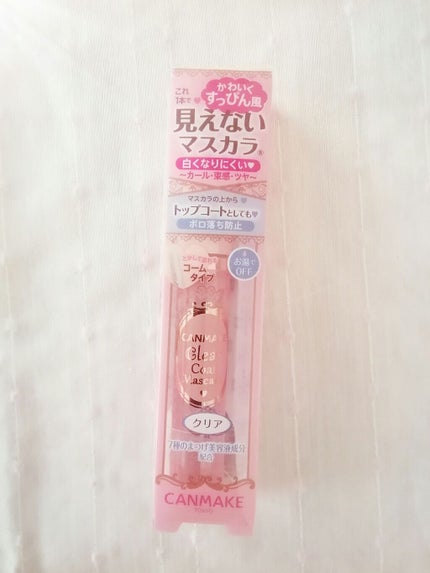 これ
1本で
かわいく
すっぴん風
見えない
マスカラ®
白くなりにくい♥
~カール・束感・ツヤ~
マスカラの上から
トップコートとしても♥
ポロ落ち防止
お湯で
OFF
コーム
タイプ
CANMA
Clea
Coa
Masca
クリア
7種のまつげ美容液成分
配合
CANMAKE
TOKYO